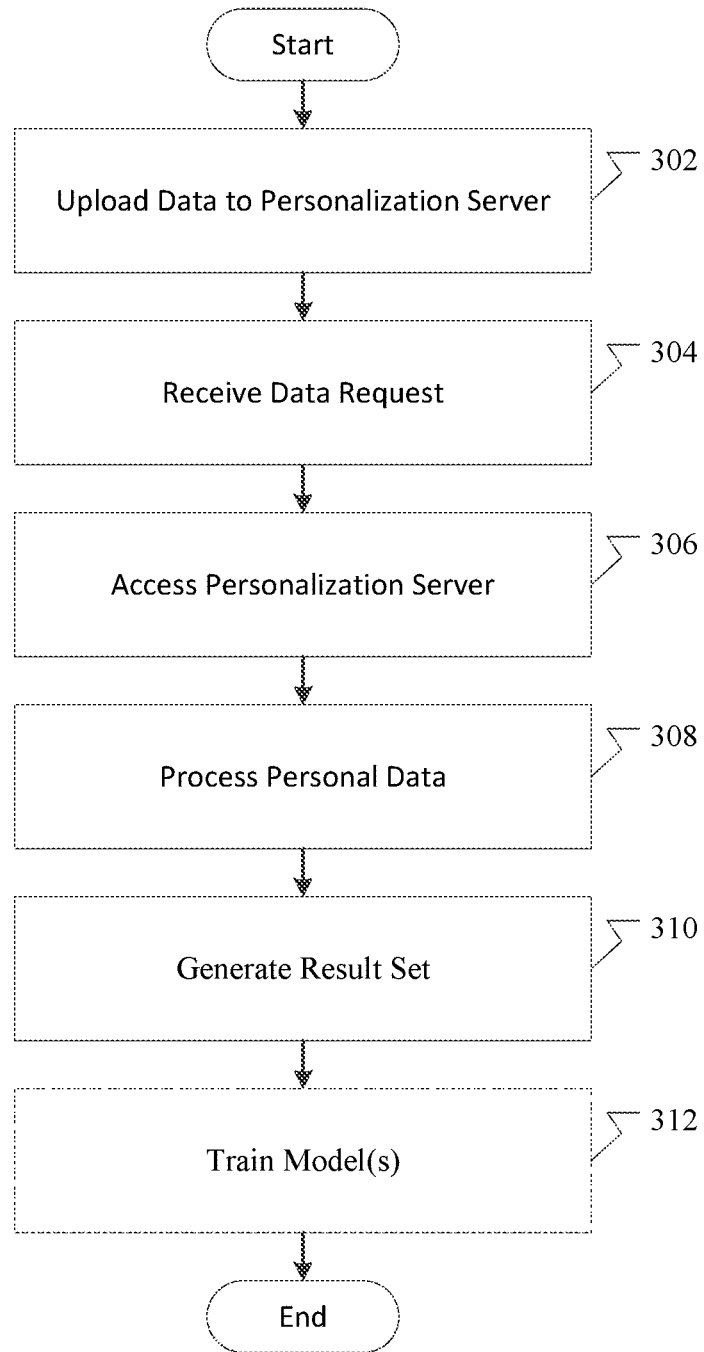 Start
Upload Data to Personalization Server
302
Receive Data Request
304
Access Personalization Server
306
Process Personal Data
308
Generate Result Set
310
Train Model(s)
312
End